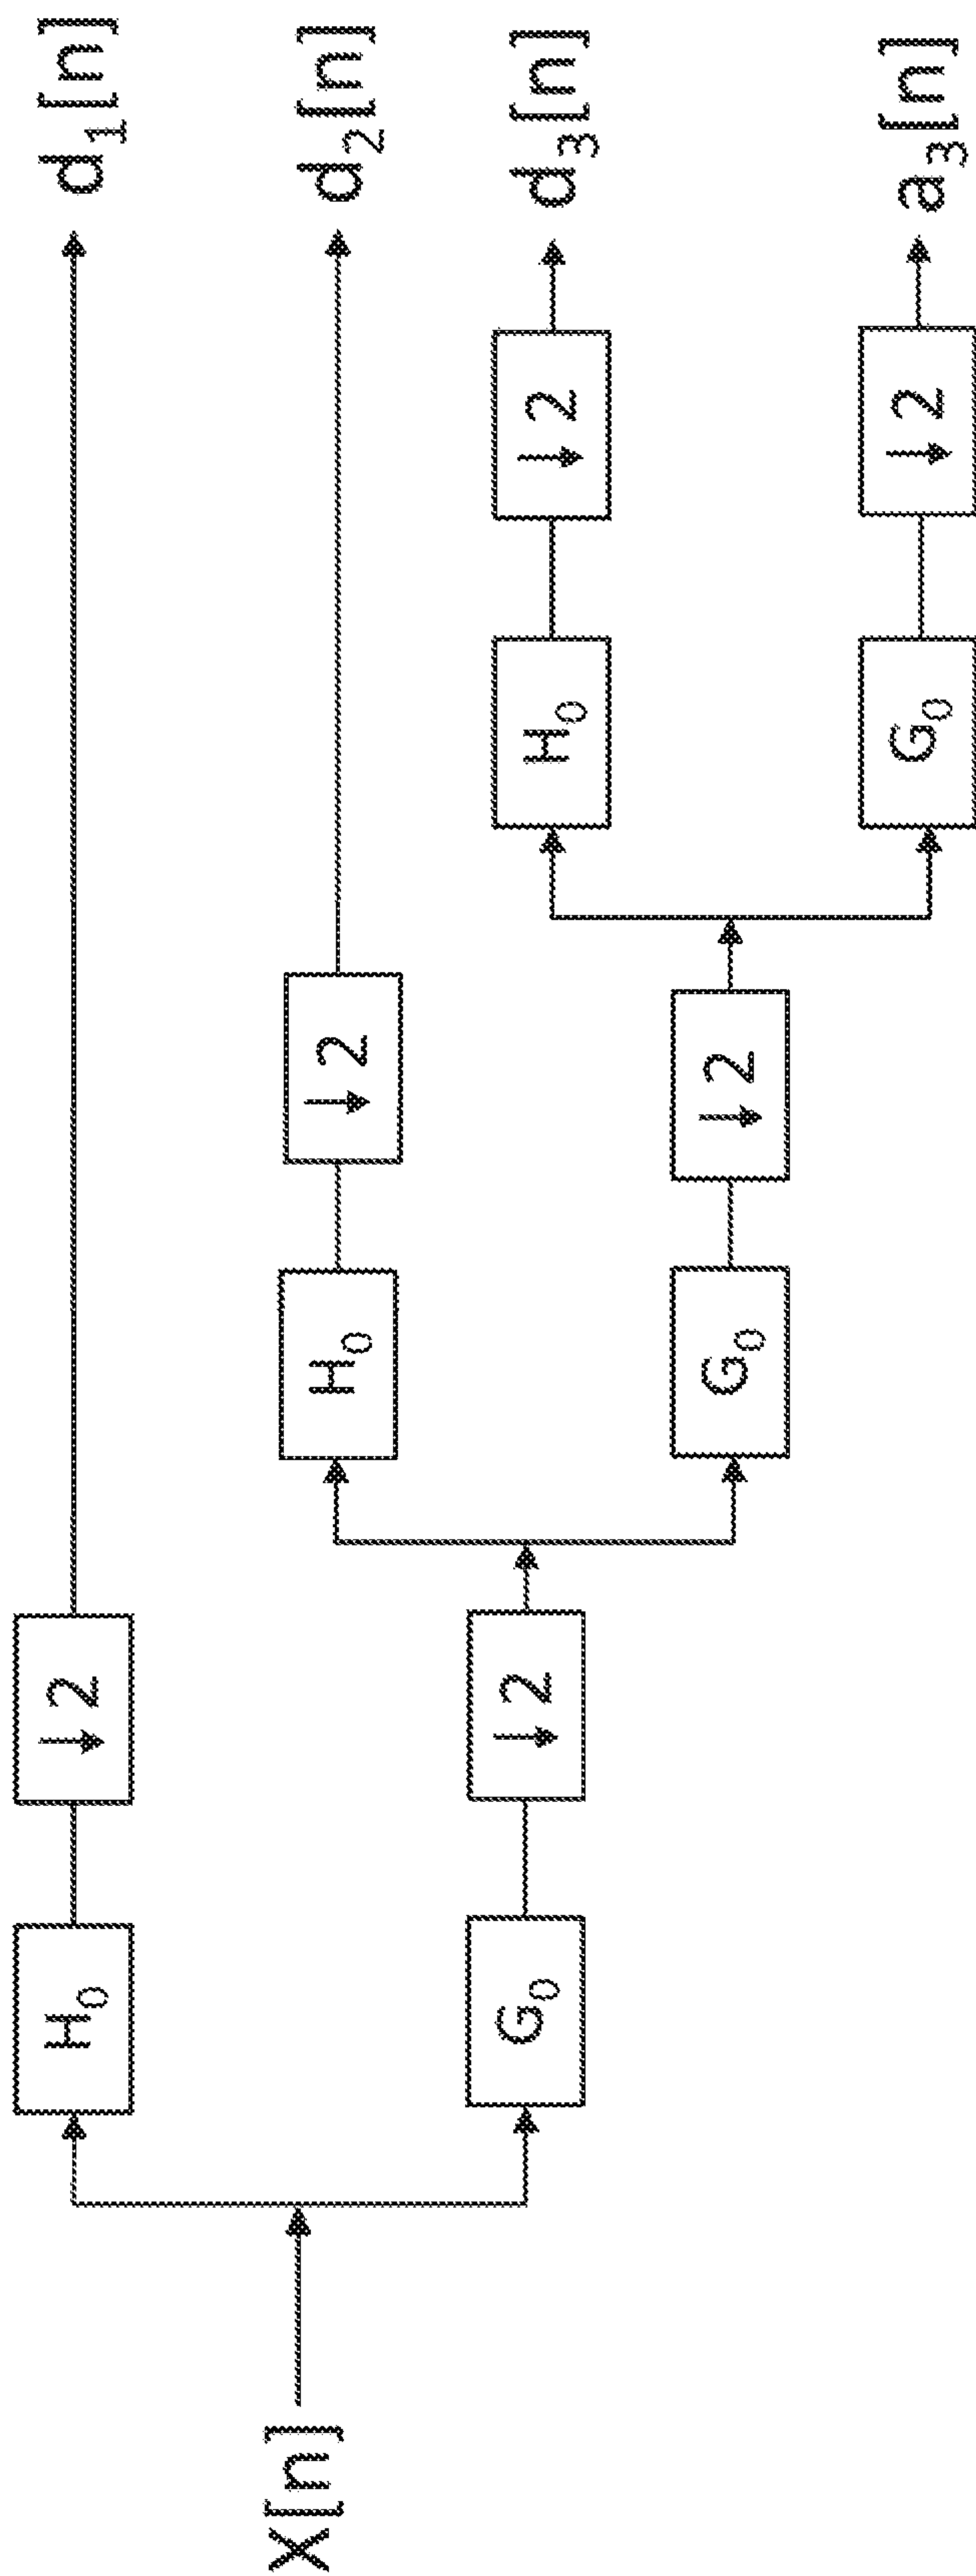 H₀ ↓2 d₁[n]
X[n]
H₀ ↓2 d₂[n]
G₀ ↓2
H₀ ↓2 d₃[n]
G₀ ↓2
G₀ ↓2 a₃[n]